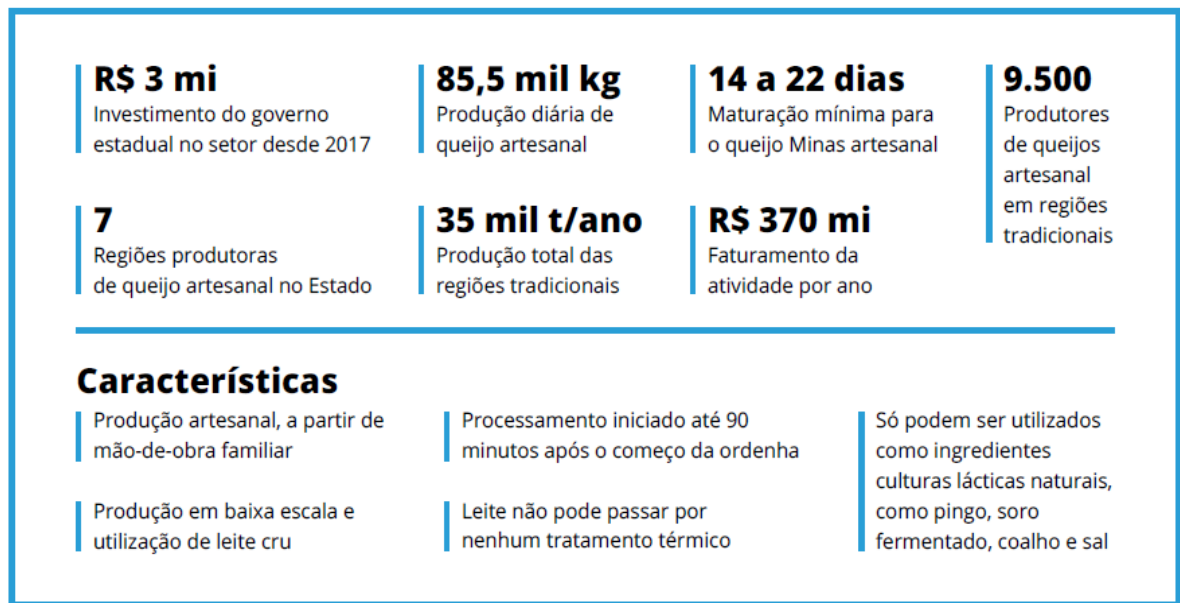 R$ 3 mi
Investimento do governo
estadual no setor desde 2017
85,5 mil kg
Produção diária de
queijo artesanal
14 a 22 dias
Maturação mínima para
o queijo Minas artesanal
9.500
Produtores
de queijos
artesanal
em regiões
tradicionais
7
Regiões produtoras
de queijo artesanal no Estado
35 mil t/ano
Produção total das
regiões tradicionais
R$ 370 mi
Faturamento da
atividade por ano
Características
Produção artesanal, a partir de
mão-de-obra familiar
Processamento iniciado até 90
minutos após o começo da ordenha
Só podem ser utilizados
como ingredientes
culturas lácticas naturais,
como pingo, soro
fermentado, coalho e sal
Produção em baixa escala e
utilização de leite cru
Leite não pode passar por
nenhum tratamento térmico